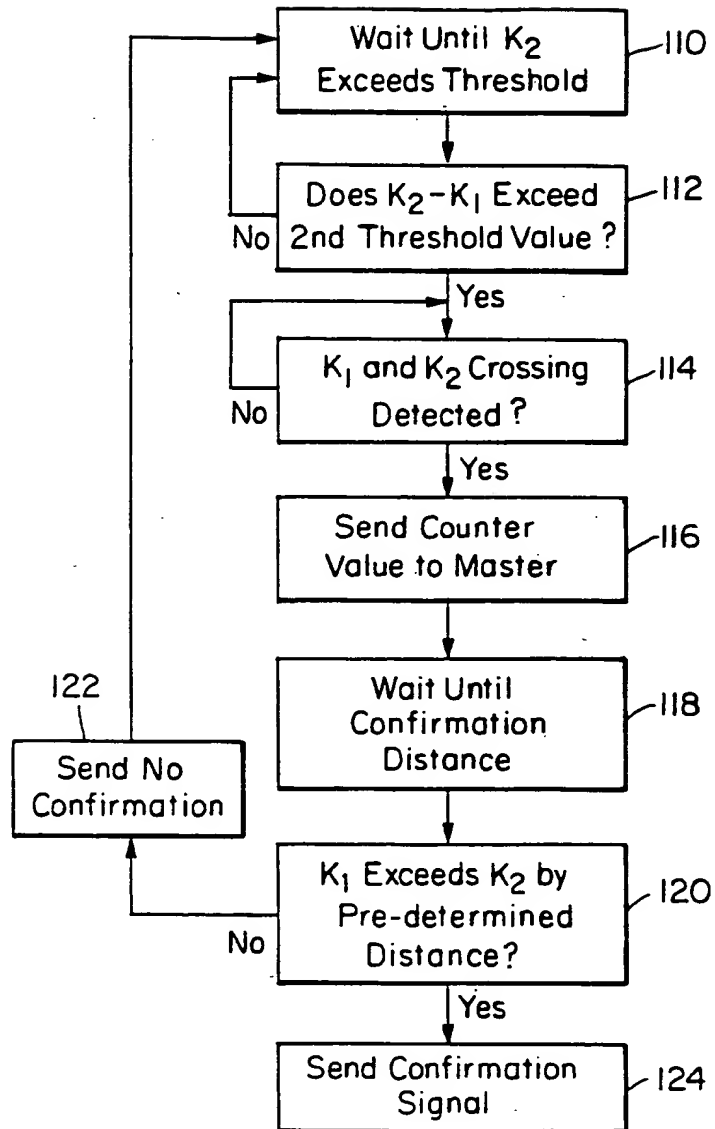 Wait Until K₂
Exceeds Threshold
110
Does K₂-K₁ Exceed
2nd Threshold Value?
112
No
Yes
K₁ and K₂ Crossing
Detected?
114
No
Yes
Send Counter
Value to Master
116
Wait Until
Confirmation
Distance
118
122
Send No
Confirmation
K₁ Exceeds K₂ by
Pre-determined
Distance?
120
No
Yes
Send Confirmation
Signal
124